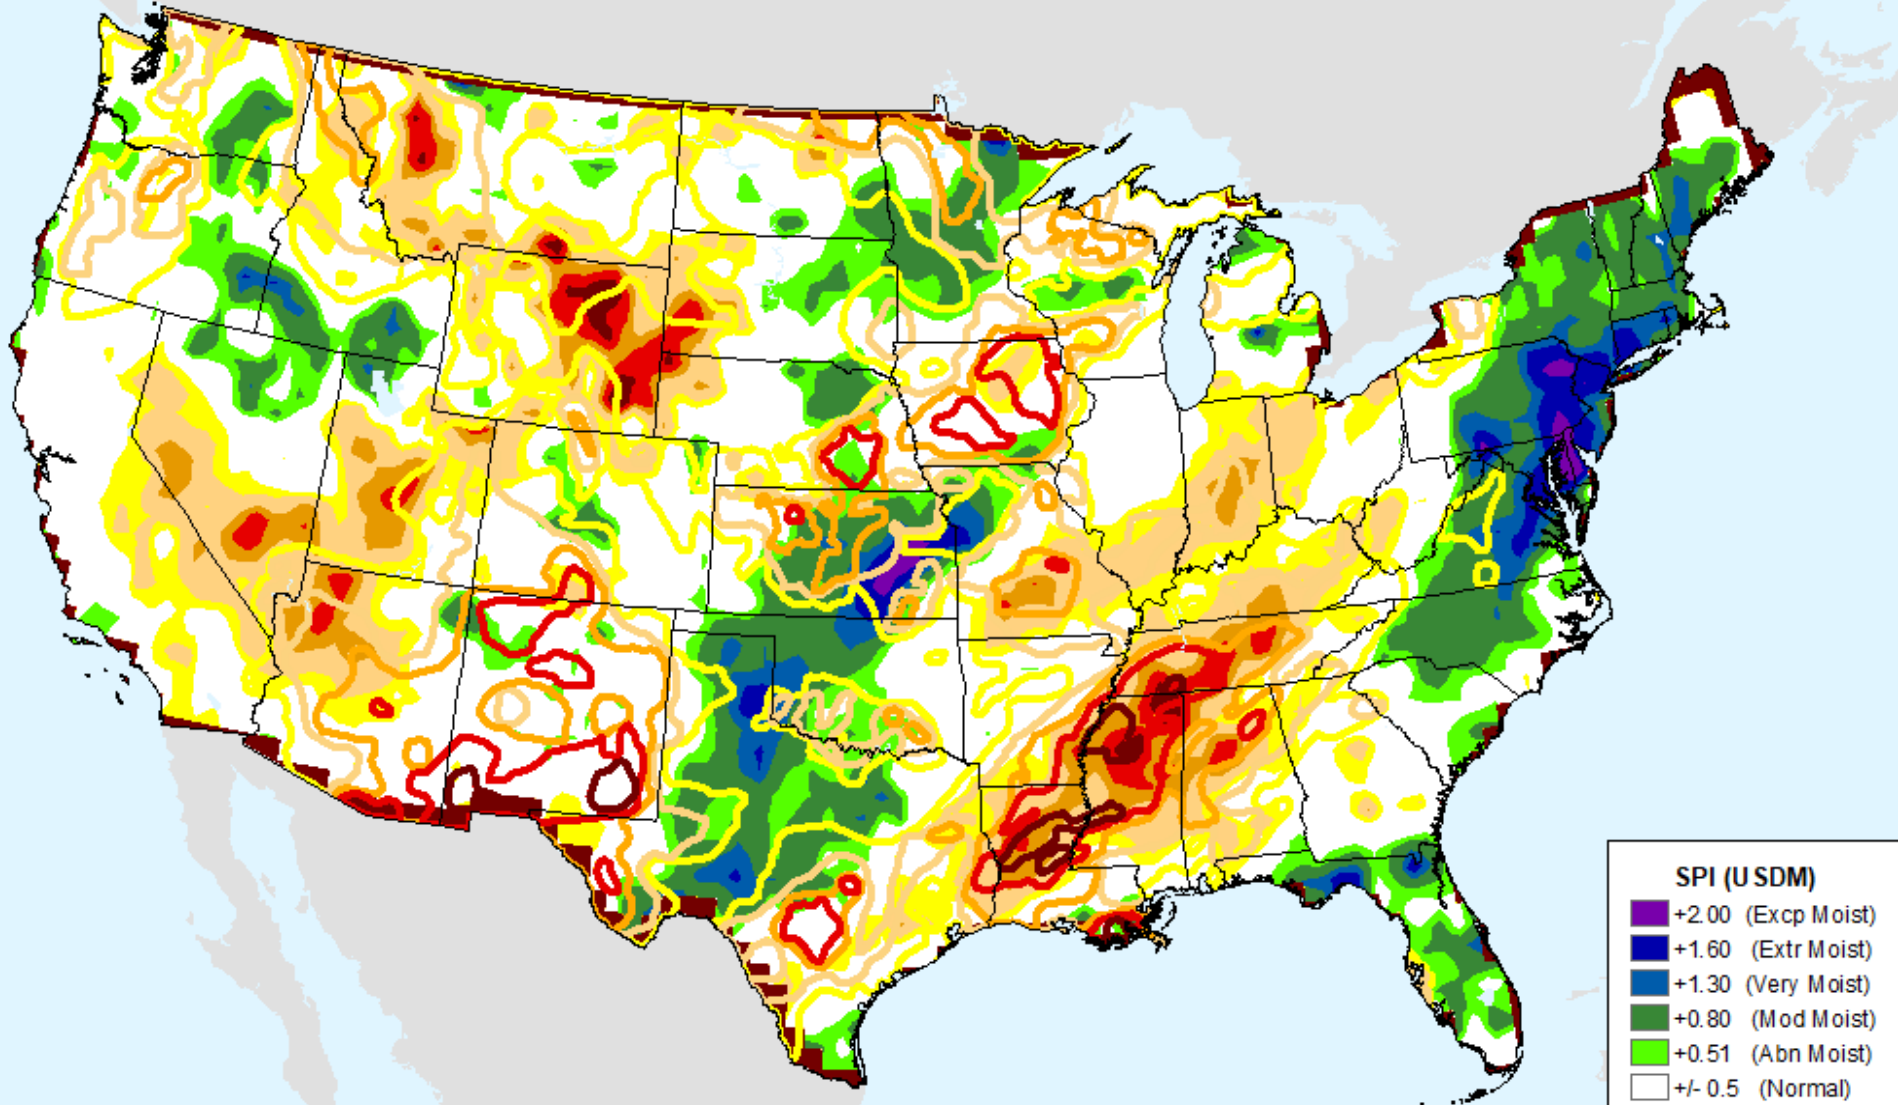 SPI (USDM)
+2.00 (Excp Moist)
+1.60 (Extr Moist)
+1.30 (Very Moist)
+0.80 (Mod Moist)
+0.51 (Abn Moist)
+/- 0.5 (Normal)